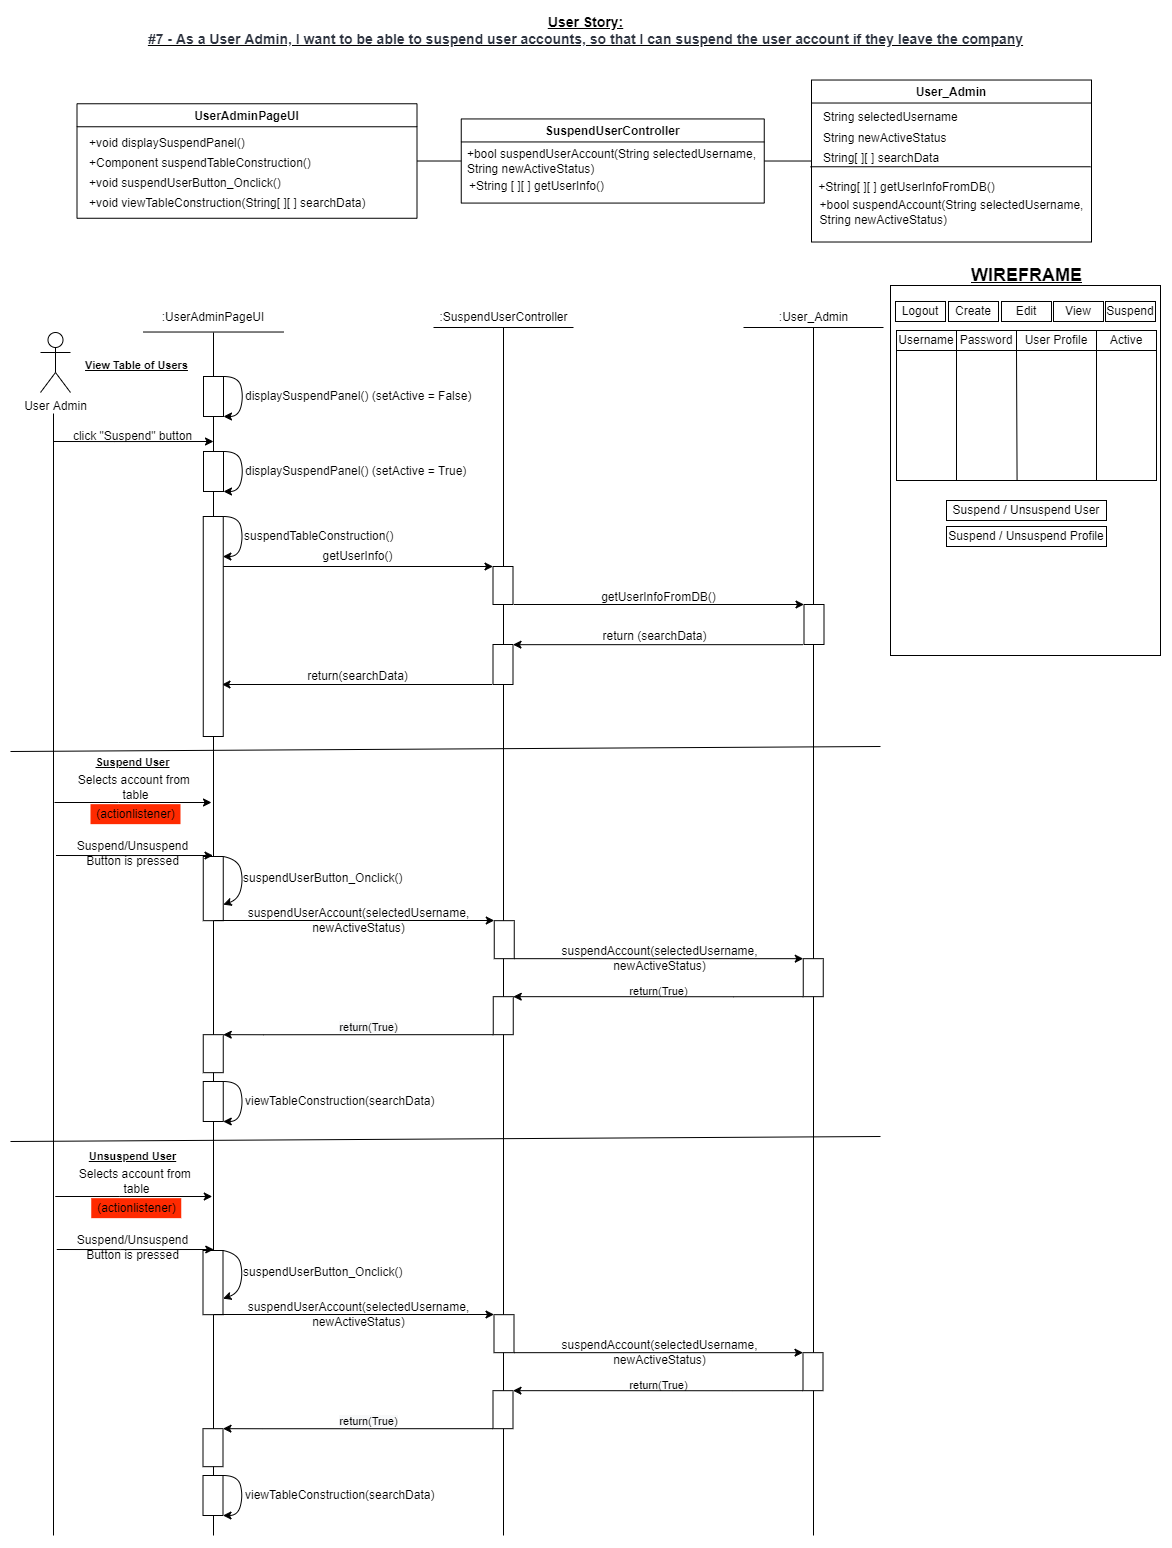 User Story:
#7 - As a User Admin, I want to be able to suspend user accounts, so that I can suspend the user account if they leave the company
UserAdminPageUI
+void displaySuspendPanel()
+Component suspendTableConstruction()
+void suspendUserButton_Onclick()
+void viewTableConstruction(String[ ][ ] searchData)
SuspendUserController
+bool suspendUserAccount(String selectedUsername,
String newActiveStatus)
+String [ ][ ] getUserInfo()
User_Admin
String selectedUsername
String newActiveStatus
String[ ][ ] searchData
+String[ ][ ] getUserInfoFromDB()
+bool suspendAccount(String selectedUsername,
String newActiveStatus)
WIREFRAME
Logout Create Edit View Suspend
Username Password User Profile Active
Suspend / Unsuspend User
Suspend / Unsuspend Profile
:UserAdminPageUI :SuspendUserController :User_Admin
User Admin
View Table of Users
displaySuspendPanel() (setActive = False)
click "Suspend" button
displaySuspendPanel() (setActive = True)
suspendTableConstruction()
getUserInfo()
getUserInfoFromDB()
return (searchData)
return(searchData)
Suspend User
Selects account from
table
(actionlistener)
Suspend/Unsuspend
Button is pressed
suspendUserButton_Onclick()
suspendUserAccount(selectedUsername,
newActiveStatus)
suspendAccount(selectedUsername,
newActiveStatus)
return(True)
return(True)
viewTableConstruction(searchData)
Unsuspend User
Selects account from
table
(actionlistener)
Suspend/Unsuspend
Button is pressed
suspendUserButton_Onclick()
suspendUserAccount(selectedUsername,
newActiveStatus)
suspendAccount(selectedUsername,
newActiveStatus)
return(True)
return(True)
viewTableConstruction(searchData)